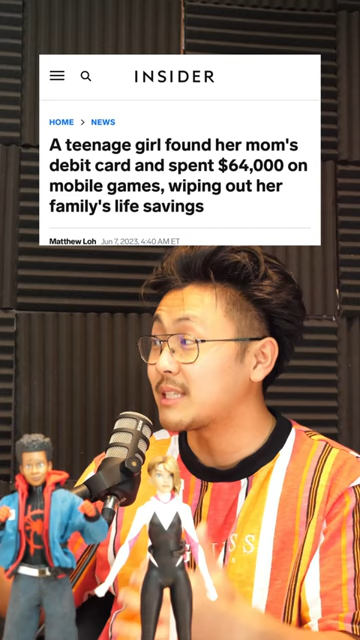 INSIDER
HOME > NEWS
A teenage girl found her mom's
debit card and spent $64,000 on
mobile games, wiping out her
family's life savings
Matthew Loh Jun 7, 2023, 4:40 AM ET